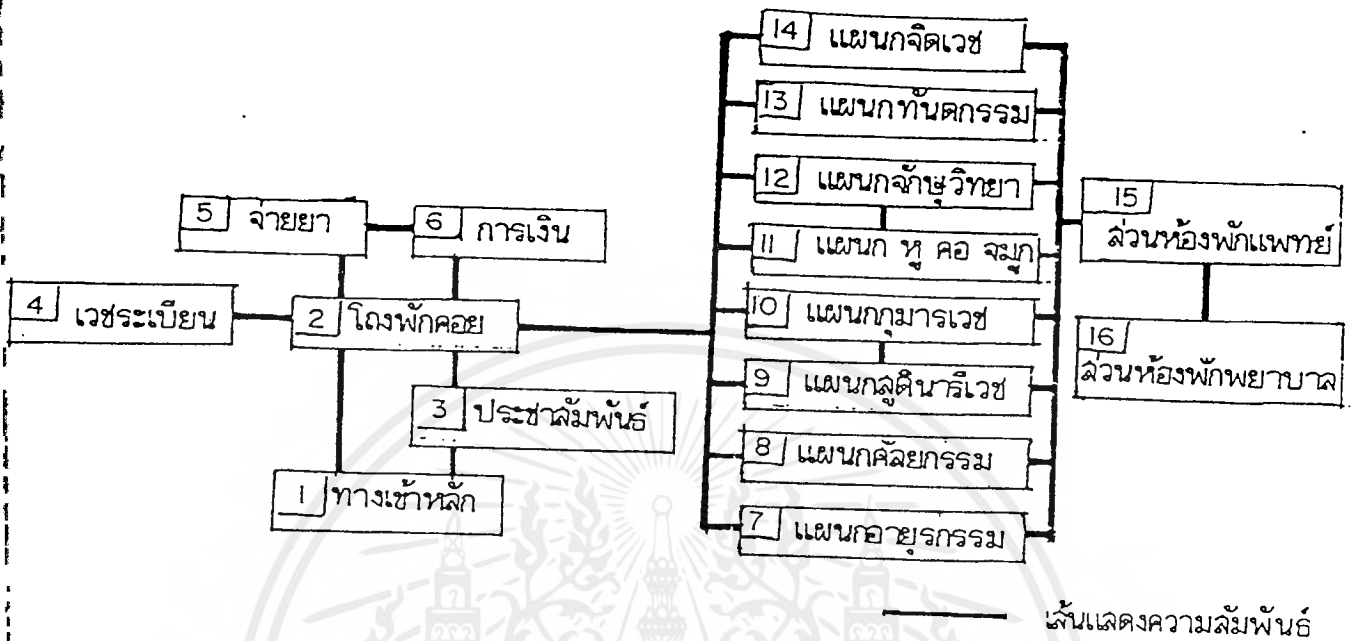 14 แผนกจิตเวช
13 แผนกทันตกรรม
12 แผนกจักษุวิทยา
11 แผนก หู คอ จมูก
10 แผนกกุมารเวช
9 แผนกสูตินารีเวช
8 แผนกศัลยกรรม
7 แผนกอายุรกรรม
15
ส่วนห้องพักแพทย์
16
ส่วนห้องพักพยาบาล
5 จ่ายยา
6 การเงิน
4 เวชระเบียน
2 โถงพักคอย
3 ประชาสัมพันธ์
1 ทางเข้าหลัก
เส้นแสดงความสัมพันธ์